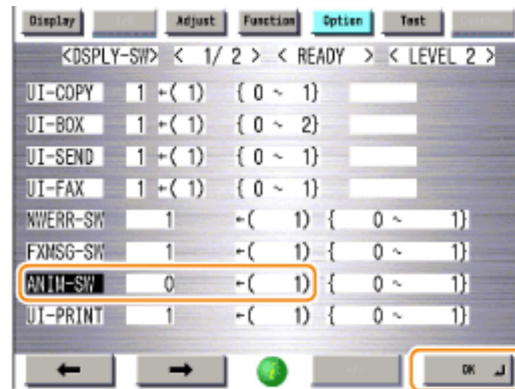 Display Adjust Function Option Test
<DSPLY-SW> < 1/ 2 > < READY > < LEVEL 2 >
UI-COPY 1 ←( 1) { 0 ~ 1}
UI-BOX 1 ←( 1) { 0 ~ 2}
UI-SEND 1 ←( 1) { 0 ~ 1}
UI-FAX 1 ←( 1) { 0 ~ 1}
NWERR-SW 1 ←( 1) { 0 ~ 1}
FXMSG-SW 1 ←( 1) { 0 ~ 1}
ANIM-SW 0 ←( 1) { 0 ~ 1}
UI-PRINT 1 ←( 1) { 0 ~ 1}
← → i OK ↵